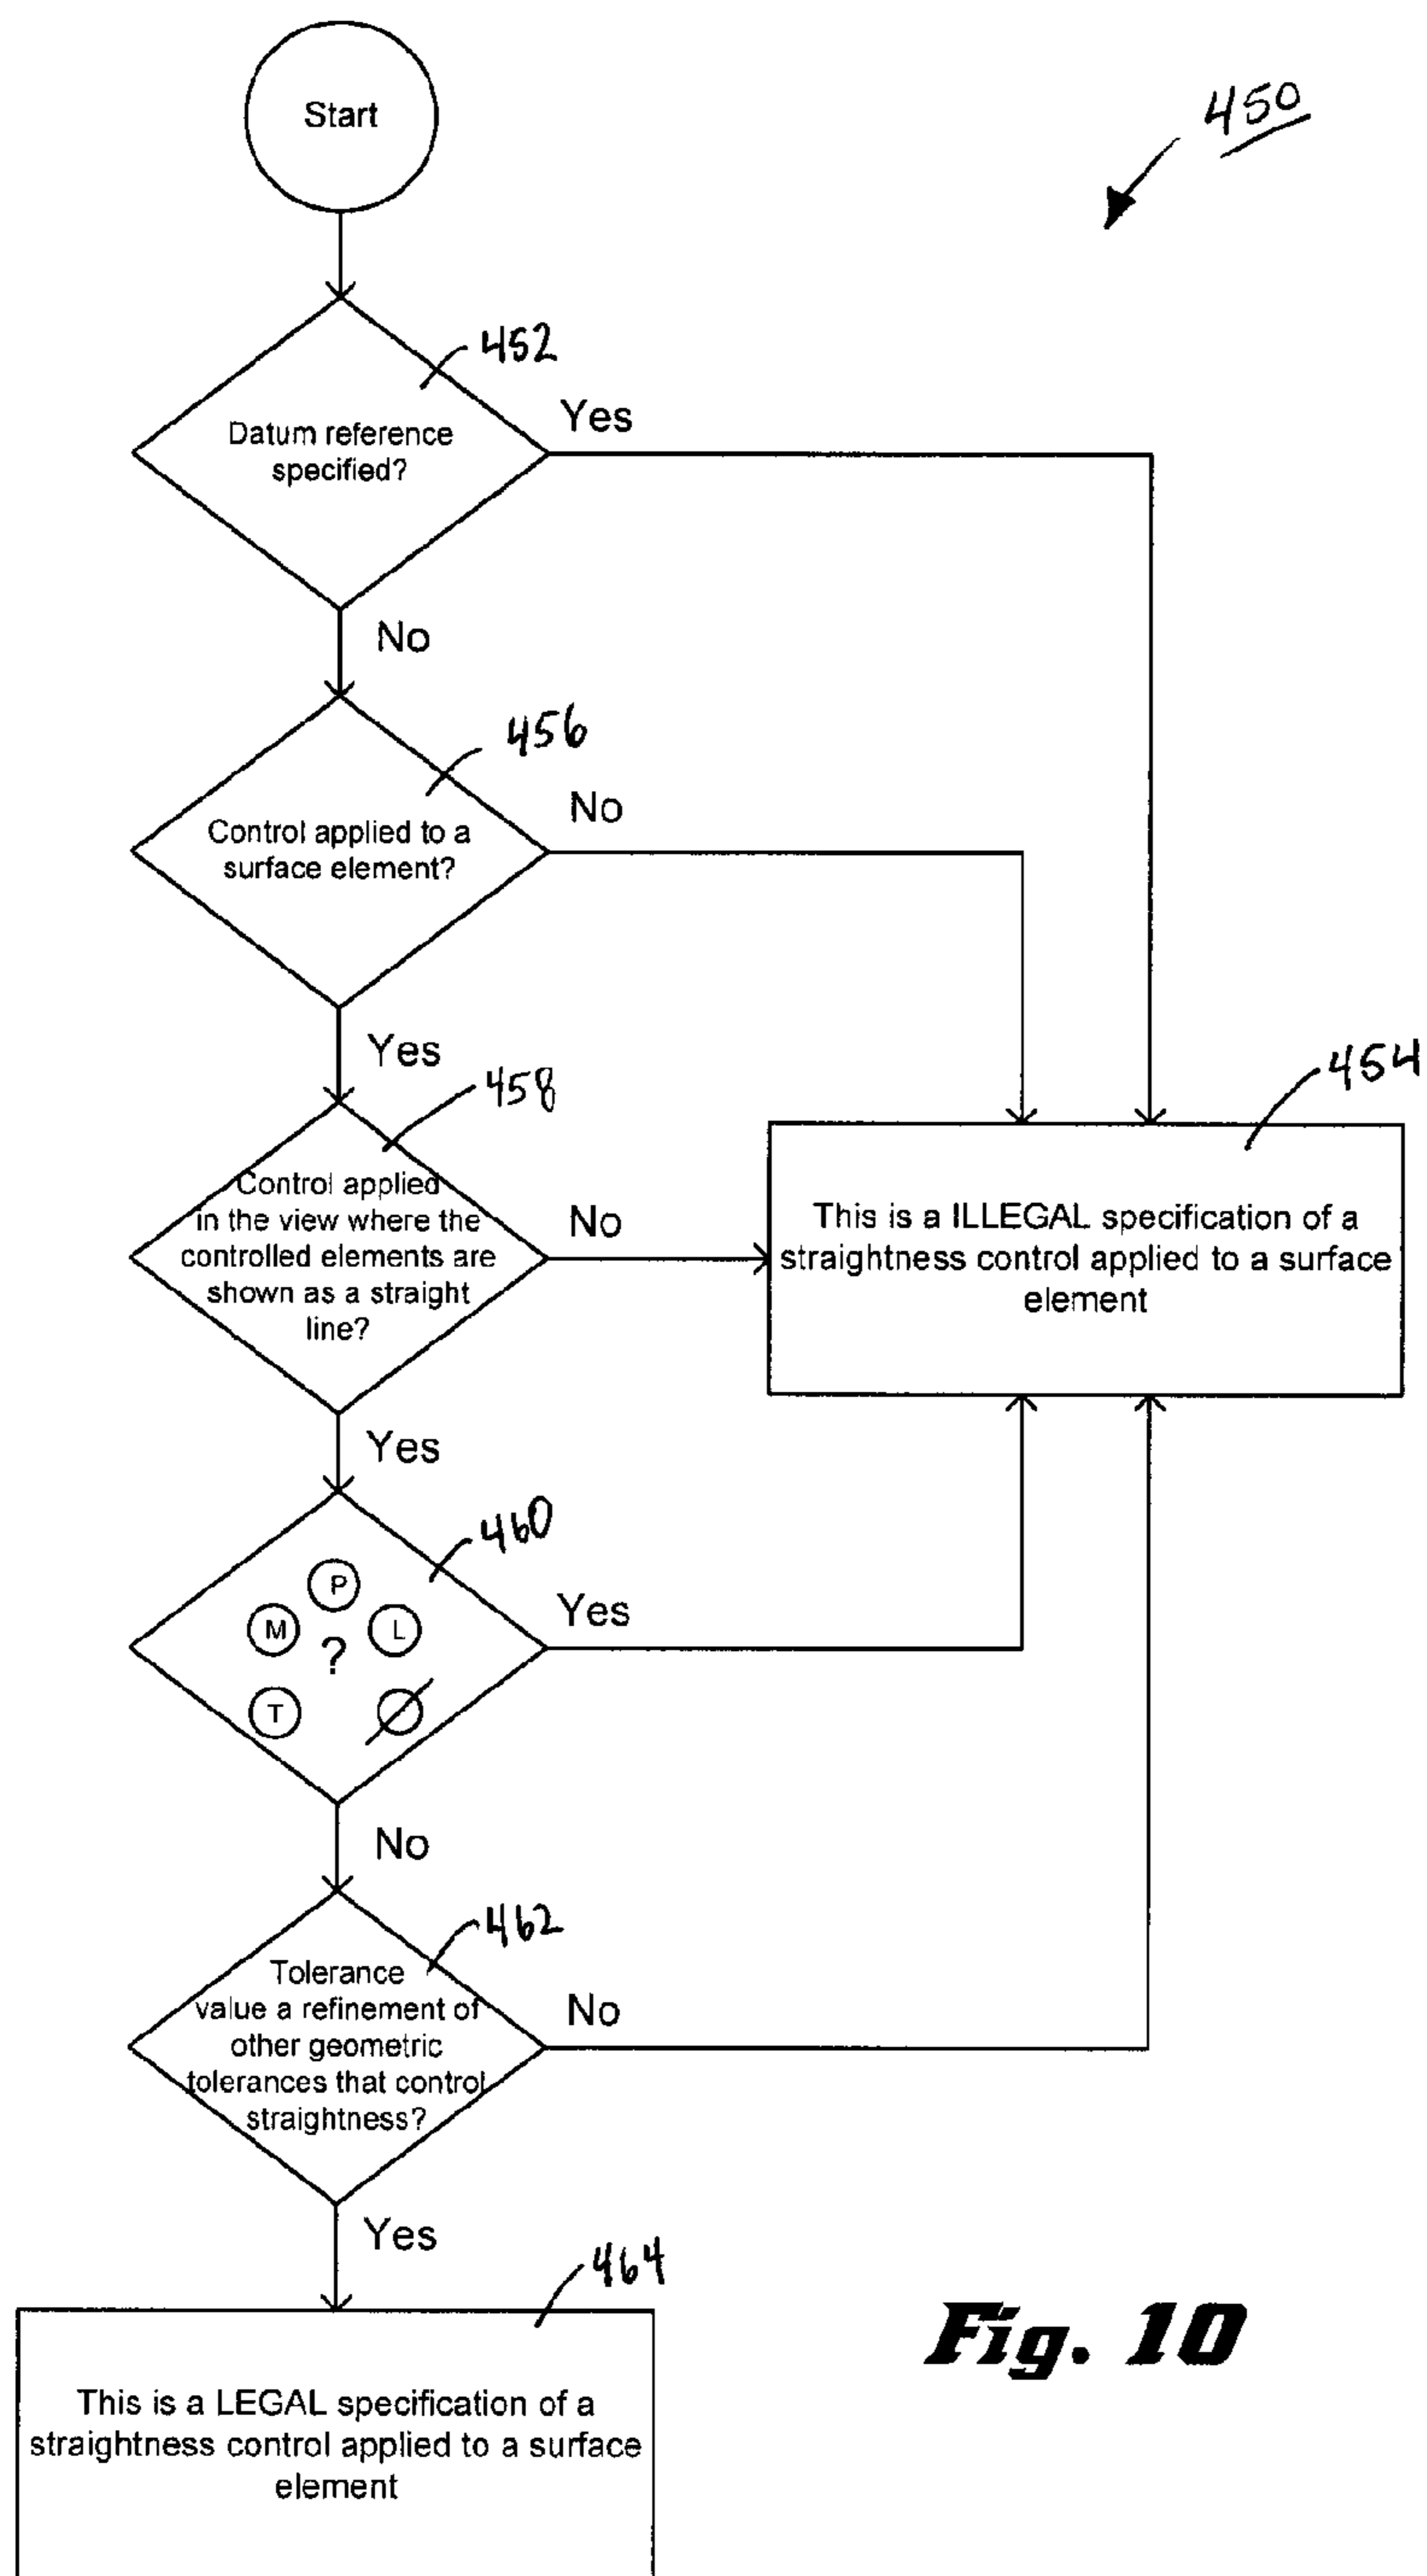 Start
450
452
Datum reference
specified?
Yes
No
456
Control applied to a
surface element?
No
Yes
458
Control applied
in the view where the
controlled elements are
shown as a straight
line?
No
454
This is a ILLEGAL specification of a
straightness control applied to a surface
element
Yes
460
P
M
L
?
T
Yes
No
462
Tolerance
value a refinement of
other geometric
tolerances that control
straightness?
No
Yes
464
This is a LEGAL specification of a
straightness control applied to a surface
element
Fig. 10